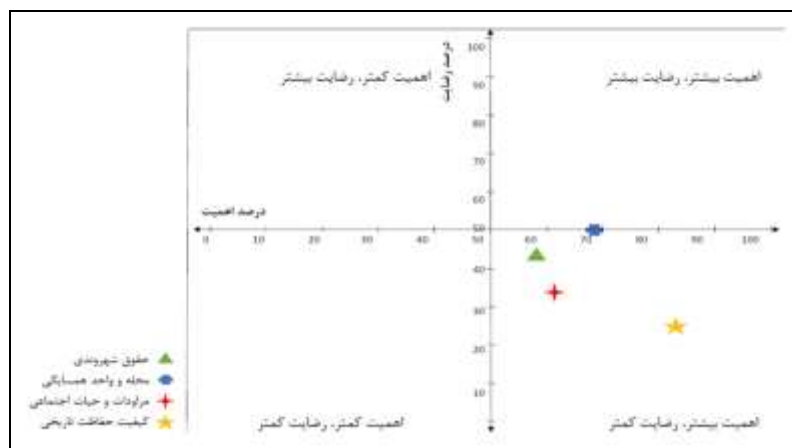 درصد رضایت
100
اهمیت کمتر، رضایت بیشتر
اهمیت بیشتر، رضایت بیشتر
90
80
70
60
درصد اهمیت
0 10 20 30 40 50 60 70 80 90 100
40
30
20
10
اهمیت کمتر، رضایت کمتر
اهمیت بیشتر، رضایت کمتر
حقوق شهروندی
محله و واحد همسایگی
مراودات و حیات اجتماعی
کیفیت حفاظت تاریخی